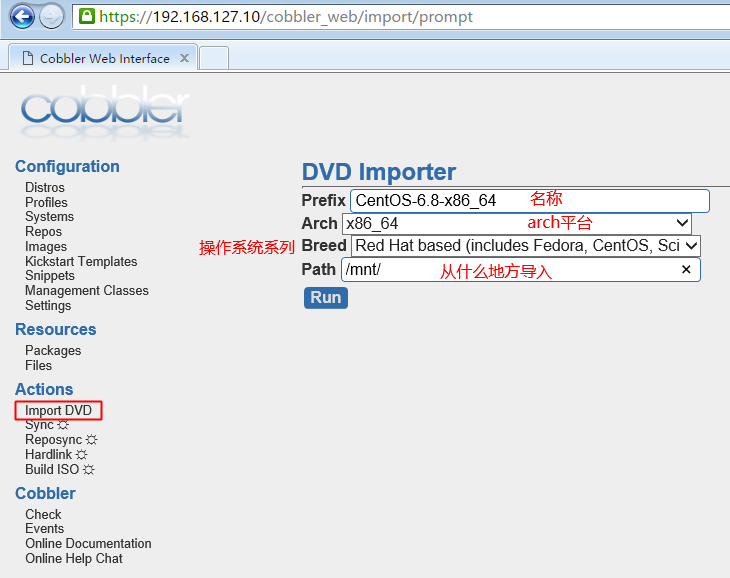 https://192.168.127.10/cobbler_web/import/prompt
Cobbler Web Interface
cobbler
Configuration
Distros
Profiles
Systems
Repos
Images
Kickstart Templates
Snippets
Management Classes
Settings
Resources
Packages
Files
Actions
Import DVD
Sync
Reposync
Hardlink
Build ISO
Cobbler
Check
Events
Online Documentation
Online Help Chat
DVD Importer
Prefix CentOS-6.8-x86_64 名称
Arch x86_64 arch平台
操作系统系列 Breed Red Hat based (includes Fedora, CentOS, Sci
Path /mnt/ 从什么地方导入
Run